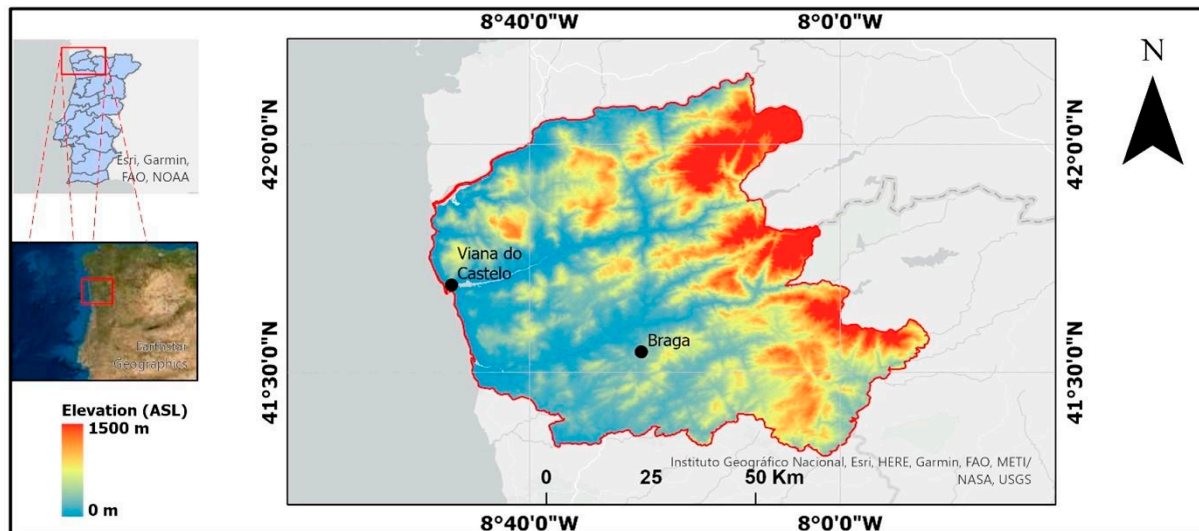 8°40'0"W
8°0'0"W
Esri, Garmin,
FAO, NOAA
N
42°0'0"N
42°0'0"N
Viana do
Castelo
Earthstar
Geographics
Braga
41°30'0"N
41°30'0"N
Elevation (ASL)
1500 m
0 m
Instituto Geográfico Nacional, Esri, HERE, Garmin, FAO, METI/
NASA, USGS
0 25 50 Km
8°40'0"W
8°0'0"W